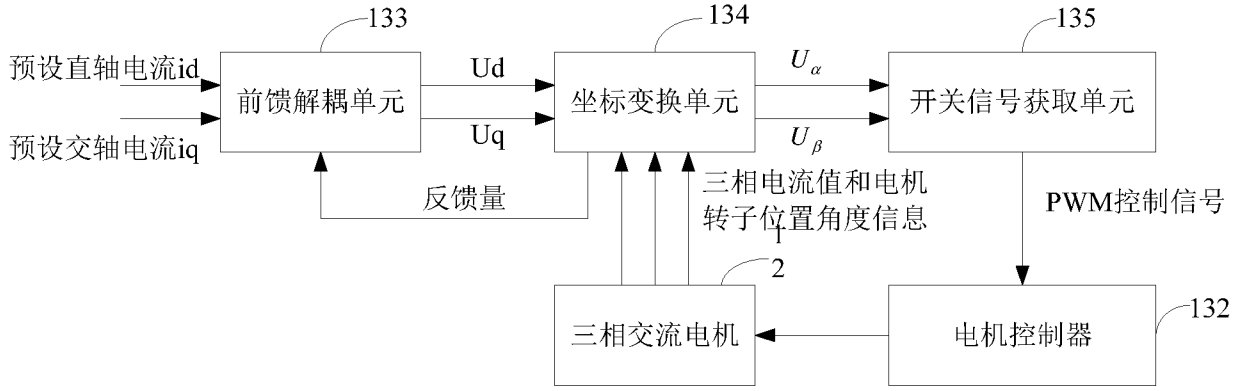 133
134
135
预设直轴电流id
预设交轴电流iq
前馈解耦单元
Ud
Uq
坐标变换单元
Uα
Uβ
开关信号获取单元
反馈量
三相电流值和电机
转子位置角度信息
PWM控制信号
1
2
三相交流电机
电机控制器
132